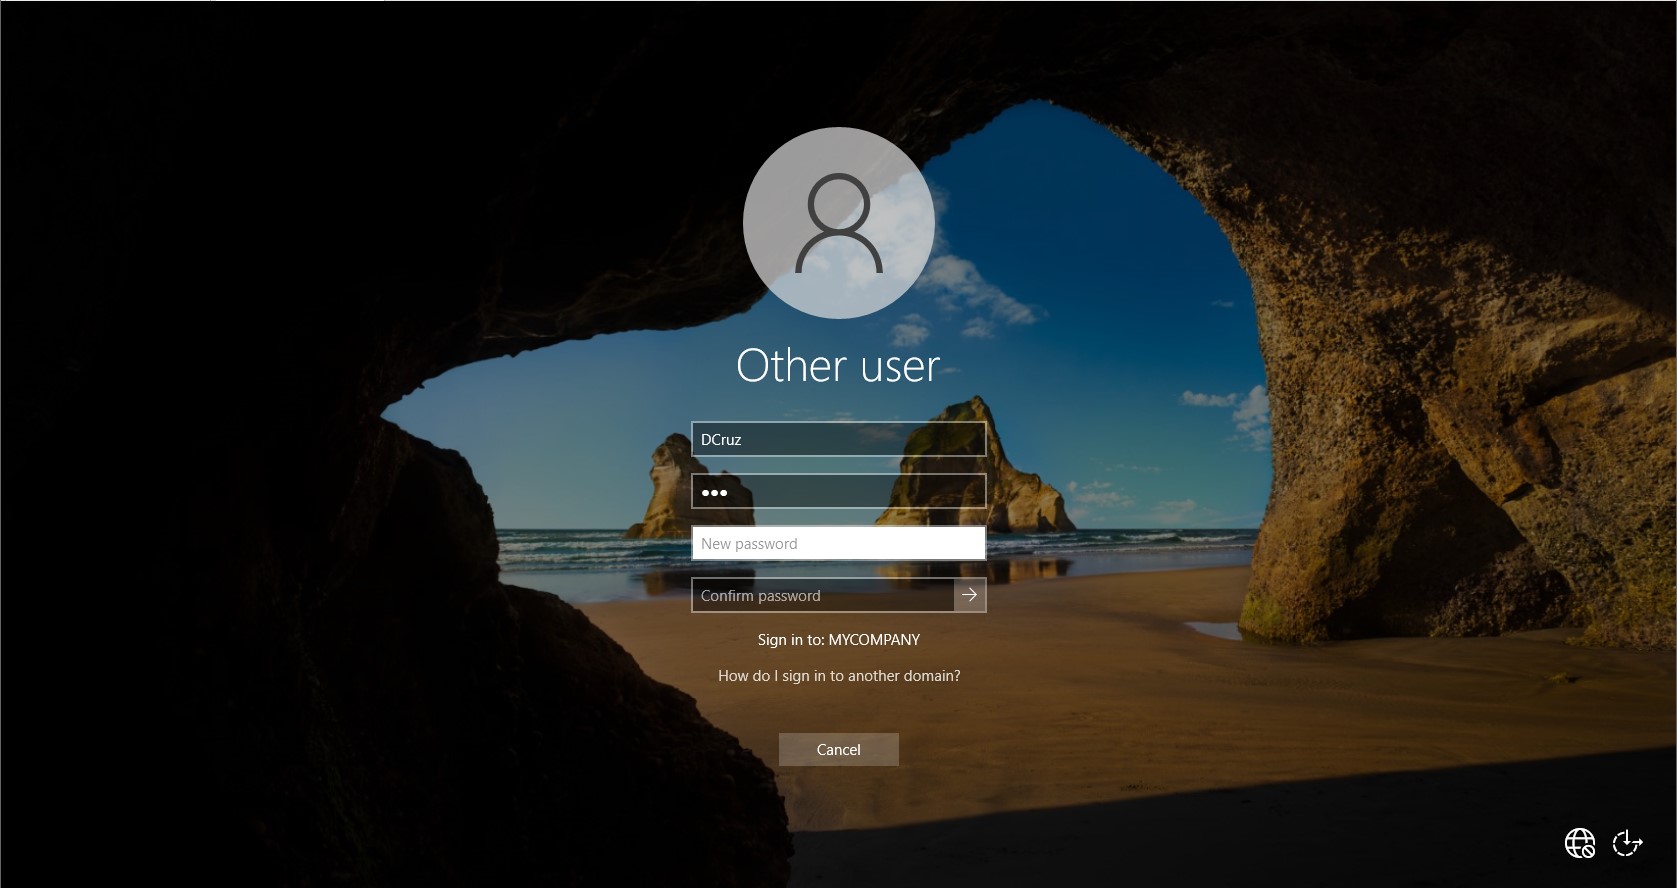 Other user
DCruz
●●●
New password
Confirm password
Sign in to: MYCOMPANY
How do I sign in to another domain?
Cancel